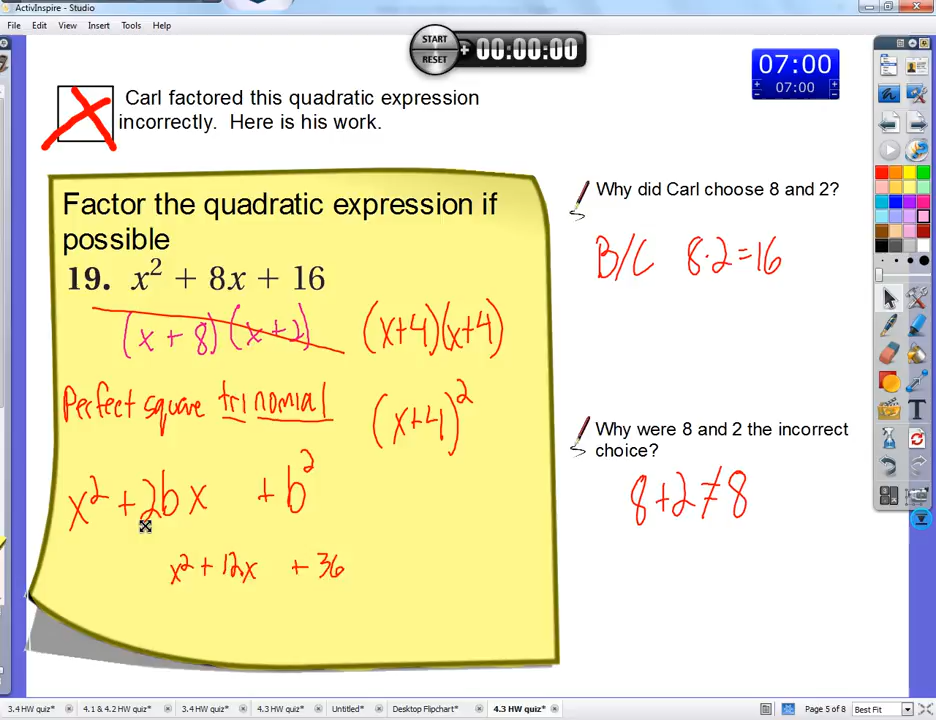 ActivInspire - Studio
File Edit View Insert Tools Help
START
RESET
00:00:00
07:00
07:00
Carl factored this quadratic expression
incorrectly. Here is his work.
Factor the quadratic expression if
possible
19. x² + 8x + 16
(x + 8)(x + 2) (x+4)(x+4)
Perfect square trinomial
(x+4)²
x² + 2bx + b²
x² + 12x + 36
Why did Carl choose 8 and 2?
B/C 8·2=16
Why were 8 and 2 the incorrect
choice?
8+2≠8
3.4 HW quiz* 4.1 & 4.2 HW quiz* 3.4 HW quiz* 4.3 HW quiz* Untitled* Desktop Flipchart* 4.3 HW quiz* Page 5 of 8 Best Fit